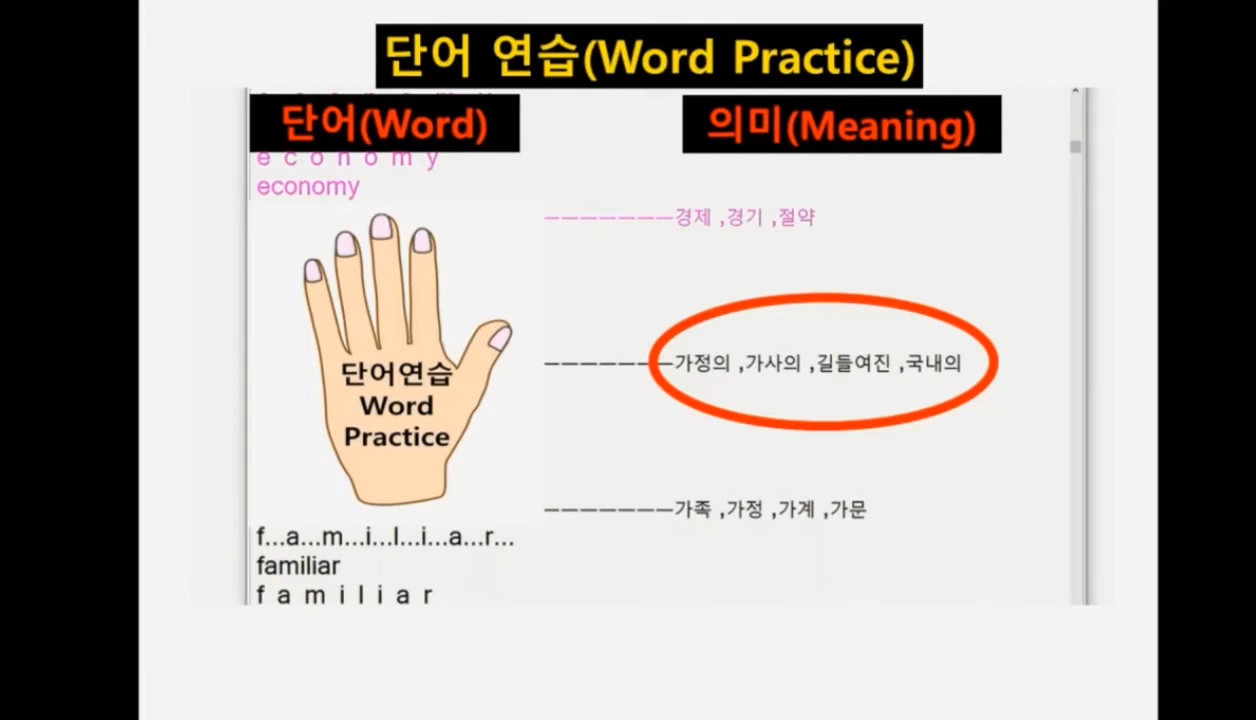 단어 연습(Word Practice)
단어(Word)
의미(Meaning)
e c o n o m y
economy
———————경제 ,경기 ,절약
단어연습
Word
Practice
———————가정의 ,가사의 ,길들여진 ,국내의
———————가족 ,가정 ,가계 ,가문
f...a...m...i...l...i...a...r...
familiar
f a m i l i a r